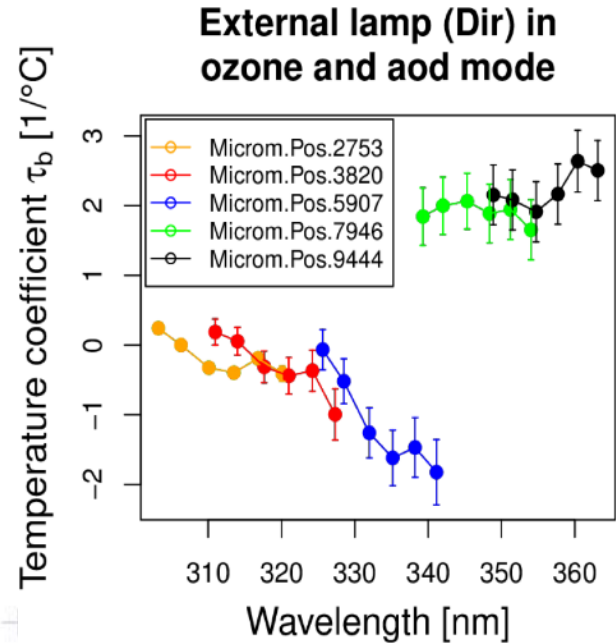 External lamp (Dir) in
ozone and aod mode
Temperature coefficient τb [1/°C]
3
2
1
0
−1
−2
Microm.Pos.2753
Microm.Pos.3820
Microm.Pos.5907
Microm.Pos.7946
Microm.Pos.9444
310 320 330 340 350 360
Wavelength [nm]